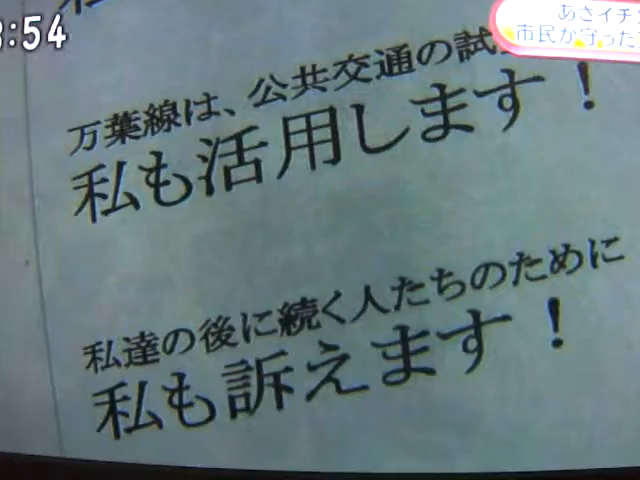 :54
あさイチ
市民が守った
私
万葉線は、公共交通の試
私も活用します！
私達の後に続く人たちのために
私も訴えます！